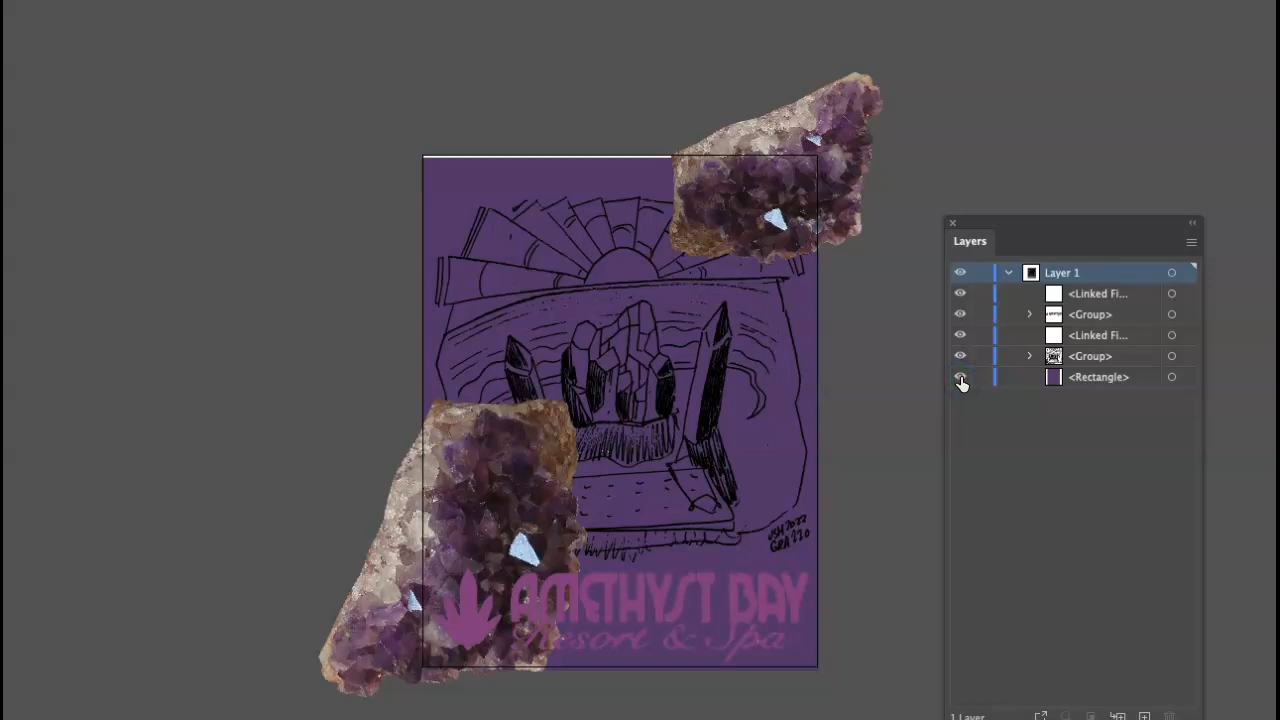 Layers
Layer 1
<Linked Fi...
<Group>
<Linked Fi...
<Group>
<Rectangle>
JSH 2022
GRA 220
AMETHYST BAY
Resort & Spa
1 Layer